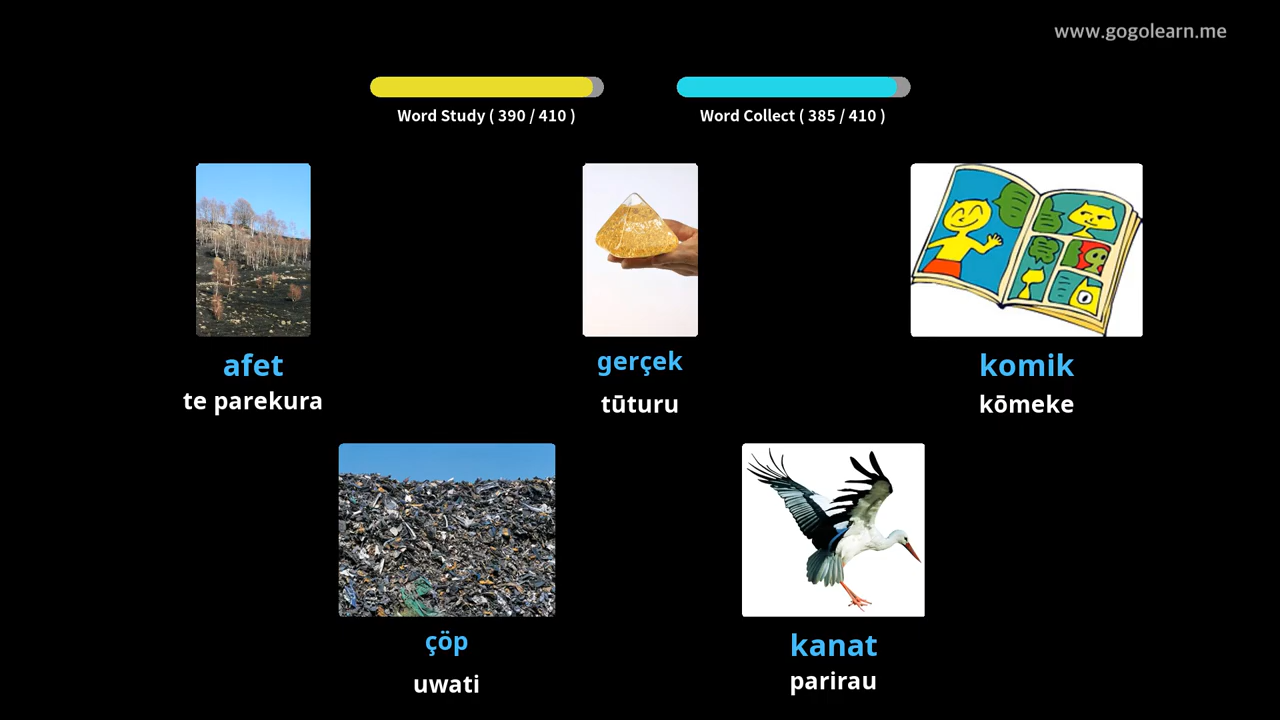 www.gogolearn.me
Word Study ( 390 / 410 )
Word Collect ( 385 / 410 )
afet
te parekura
gerçek
tūturu
komik
kōmeke
çöp
uwati
kanat
parirau